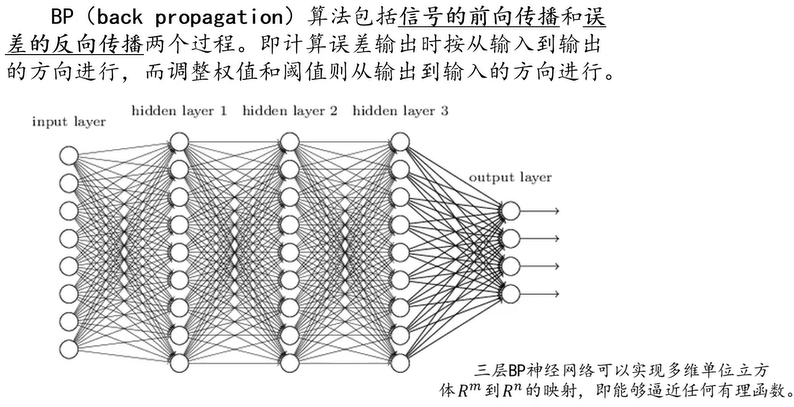 BP（back propagation）算法包括信号的前向传播和误
差的反向传播两个过程。即计算误差输出时按从输入到输出
的方向进行，而调整权值和阈值则从输出到输入的方向进行。
hidden layer 1 hidden layer 2 hidden layer 3
input layer
output layer
三层BP神经网络可以实现多维单位立方
体Rᵐ到Rⁿ的映射，即能够逼近任何有理函数。